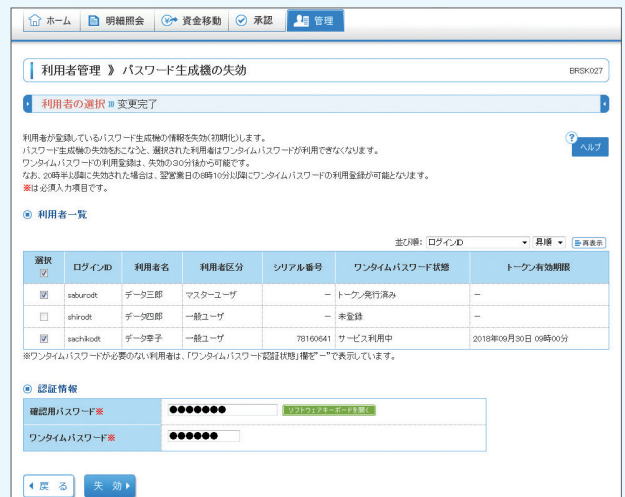 ホーム 明細照会 資金移動 承認 管理
利用者管理 》 パスワード生成機の失効 BRSK027
利用者の選択 変更完了
利用者が登録しているパスワード生成機の情報を失効(初期化)します。
パスワード生成機の失効をおこなうと、選択された利用者はワンタイムパスワードが利用できなくなります。
ワンタイムパスワードの利用登録は、失効の30分後から可能です。
なお、20時半以降に失効された場合は、翌営業日の8時10分以降にワンタイムパスワードの利用登録が可能となります。
※は必須入力項目です。
? ヘルプ
利用者一覧
並び順: ログインID 昇順 再表示
選択 ログインID 利用者名 利用者区分 シリアル番号 ワンタイムパスワード状態 トークン有効期限
saburodt データ三郎 マスターユーザ − トークン発行済み −
shirodt データ四郎 一般ユーザ − 未登録 −
sachikodt データ幸子 一般ユーザ 78160641 サービス利用中 2018年09月30日 09時00分
※ワンタイムパスワードが必要のない利用者は、「ワンタイムパスワード認証状態」欄を"−"で表示しています。
認証情報
確認用パスワード※ ●●●●●●● ソフトウェアキーボードを開く
ワンタイムパスワード※ ●●●●●●
戻 る 失 効